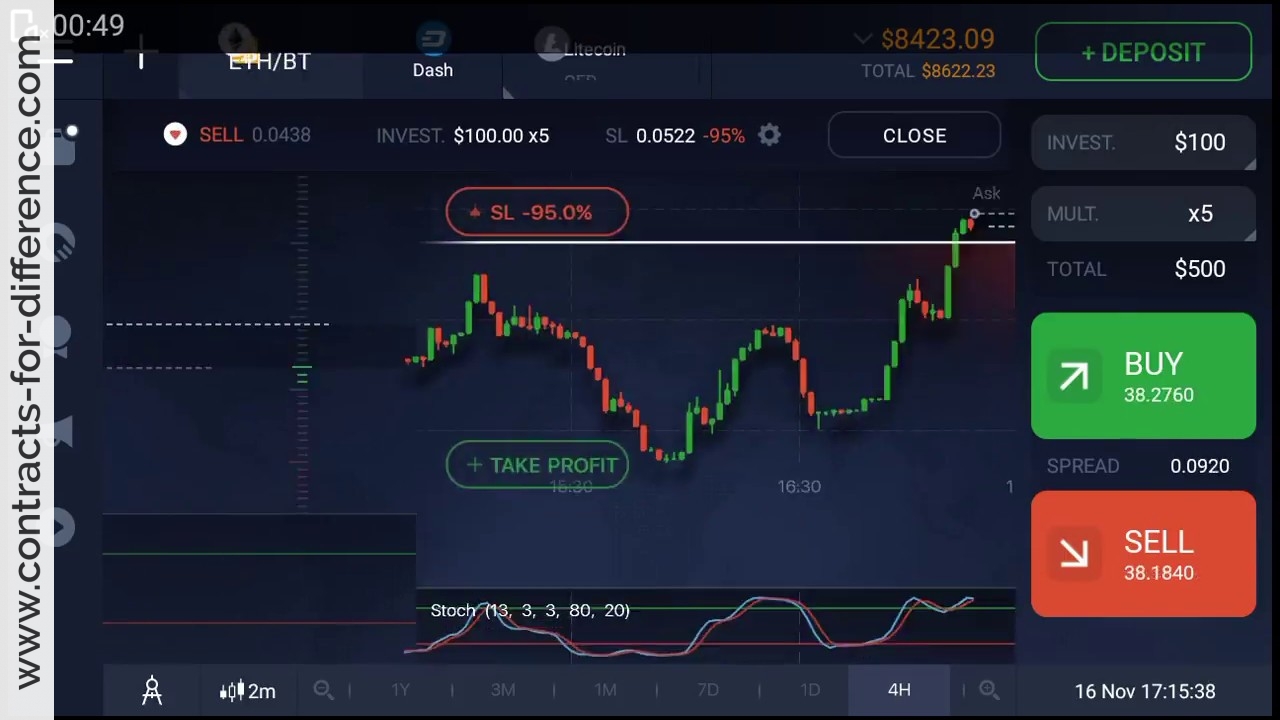 00:49
www.contracts-for-difference.com
ETH/BT
Dash
Litecoin
$8423.09
TOTAL $8622.23
+ DEPOSIT
SELL 0.0438
INVEST. $100.00 x5
SL 0.0522 -95%
CLOSE
INVEST. $100
SL -95.0%
Ask
MULT. x5
TOTAL $500
BUY
38.2760
+ TAKE PROFIT
15:30
16:30
1
SPREAD 0.0920
SELL
38.1840
Stoch (13, 3, 3, 80, 20)
2m
1Y
3M
1M
7D
1D
4H
16 Nov 17:15:38